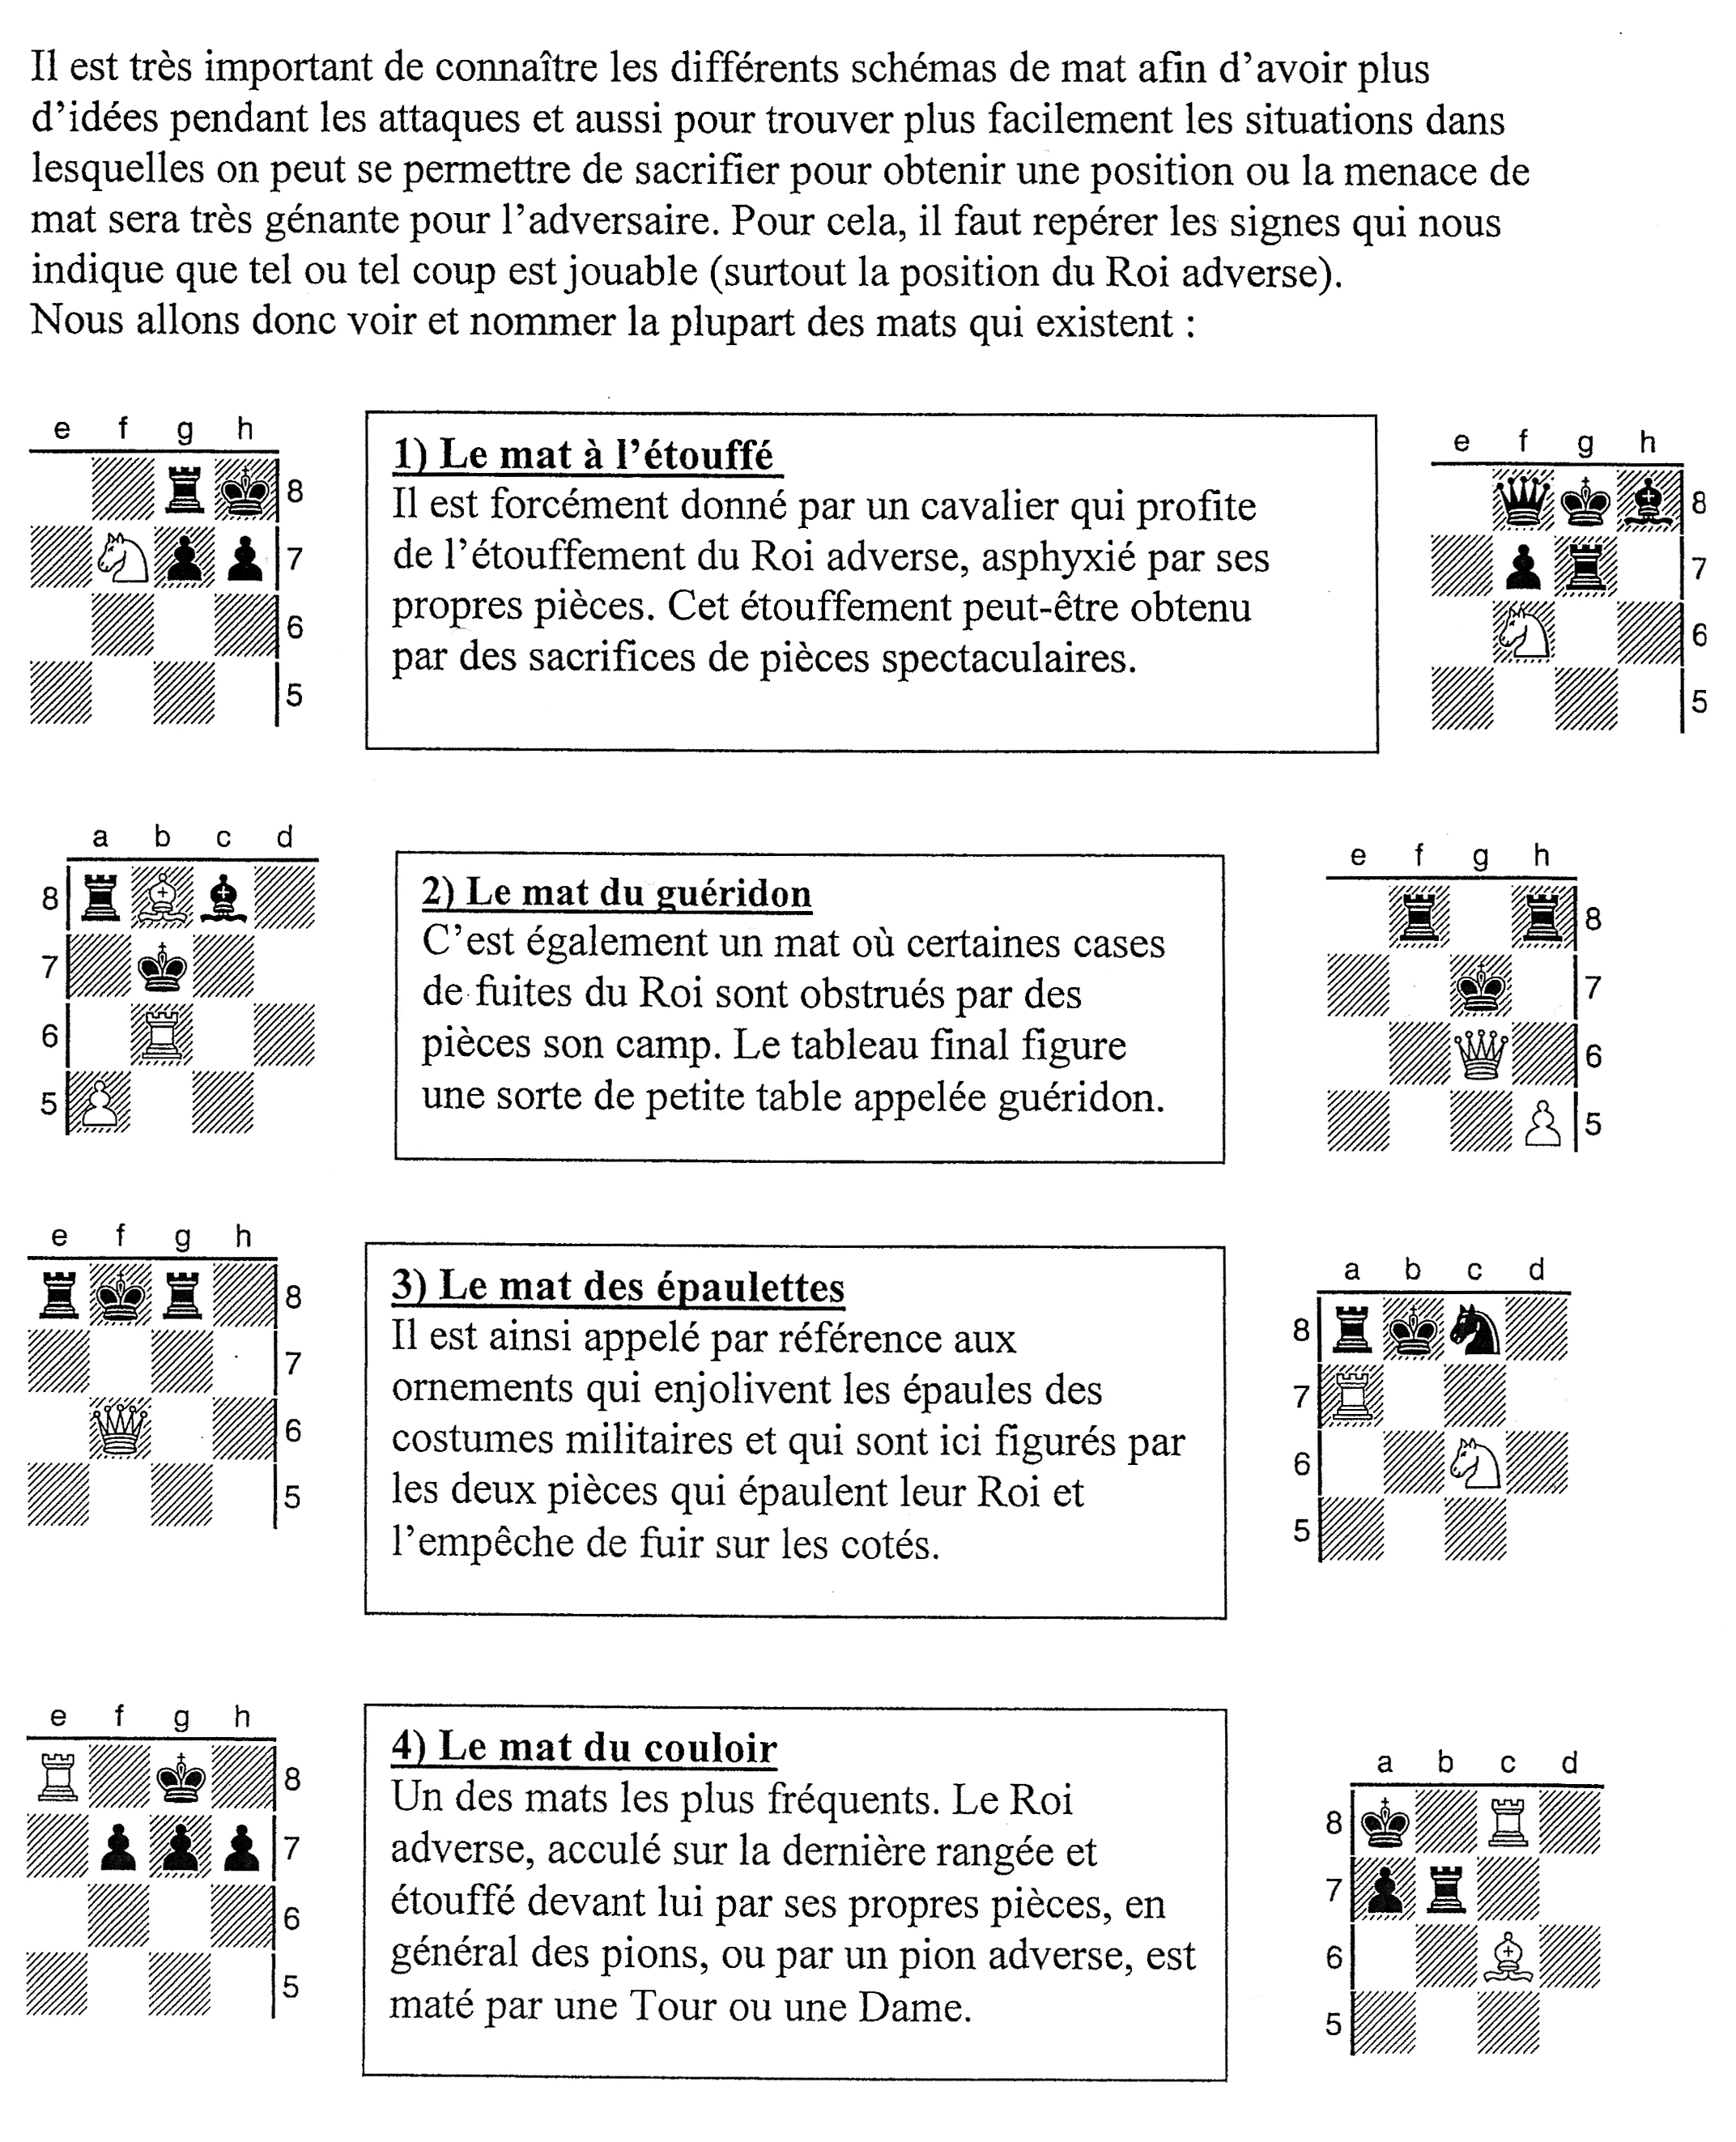 Il est très important de connaître les différents schémas de mat afin d'avoir plus
d'idées pendant les attaques et aussi pour trouver plus facilement les situations dans
lesquelles on peut se permettre de sacrifier pour obtenir une position ou la menace de
mat sera très génante pour l'adversaire. Pour cela, il faut repérer les signes qui nous
indique que tel ou tel coup est jouable (surtout la position du Roi adverse).
Nous allons donc voir et nommer la plupart des mats qui existent :
e f g h
8
7
6
5
1) Le mat à l'étouffé
Il est forcément donné par un cavalier qui profite
de l'étouffement du Roi adverse, asphyxié par ses
propres pièces. Cet étouffement peut-être obtenu
par des sacrifices de pièces spectaculaires.
e f g h
8
7
6
5
a b c d
8
7
6
5
2) Le mat du guéridon
C'est également un mat où certaines cases
de fuites du Roi sont obstrués par des
pièces son camp. Le tableau final figure
une sorte de petite table appelée guéridon.
e f g h
8
7
6
5
e f g h
8
7
6
5
3) Le mat des épaulettes
Il est ainsi appelé par référence aux
ornements qui enjolivent les épaules des
costumes militaires et qui sont ici figurés par
les deux pièces qui épaulent leur Roi et
l'empêche de fuir sur les cotés.
a b c d
8
7
6
5
e f g h
8
7
6
5
4) Le mat du couloir
Un des mats les plus fréquents. Le Roi
adverse, acculé sur la dernière rangée et
étouffé devant lui par ses propres pièces, en
général des pions, ou par un pion adverse, est
maté par une Tour ou une Dame.
a b c d
8
7
6
5